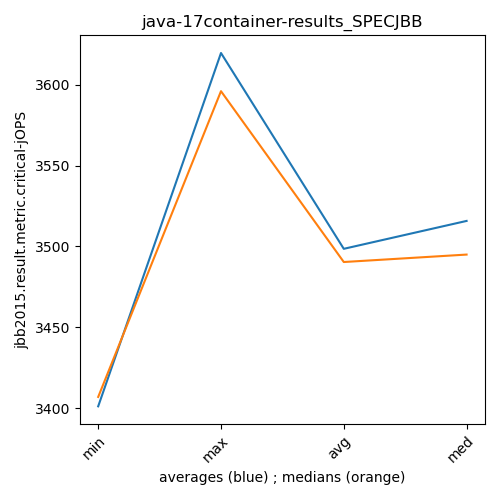 java-17container-results_SPECJBB
jbb2015.result.metric.critical-jOPS
3600
3550
3500
3450
3400
min
max
avg
med
averages (blue) ; medians (orange)